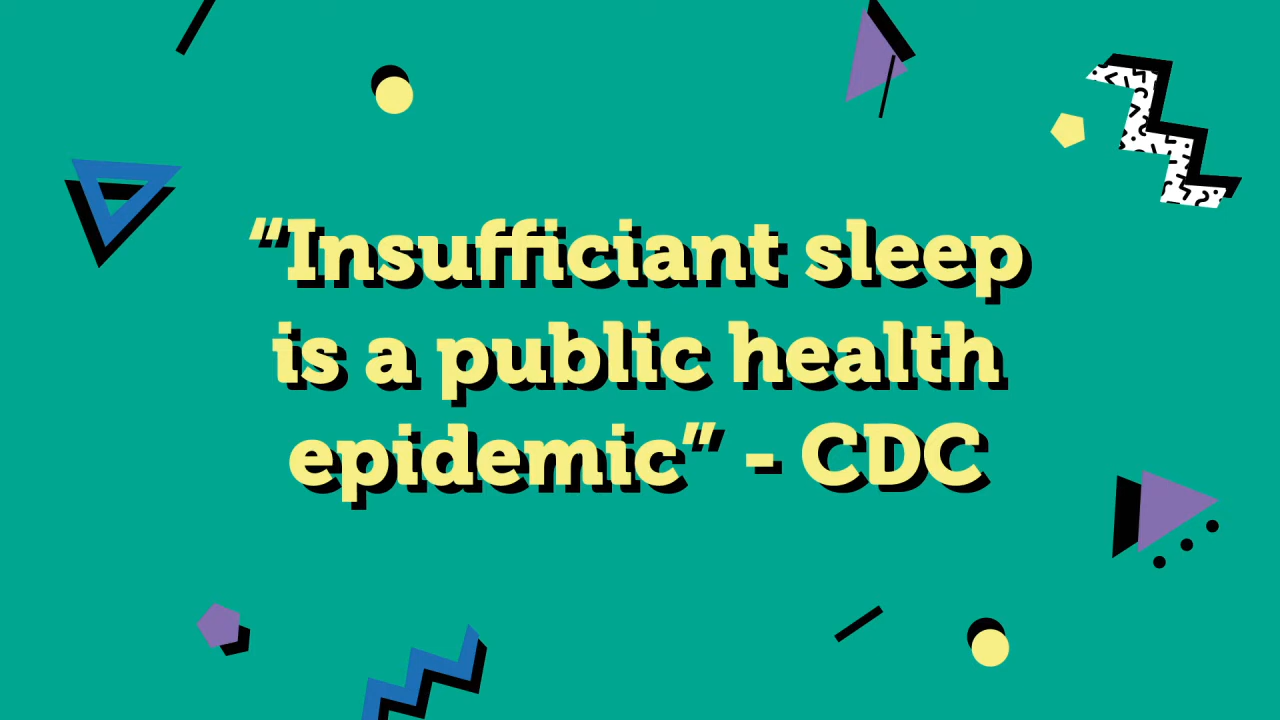 “Insufficiant sleep
is a public health
epidemic” - CDC